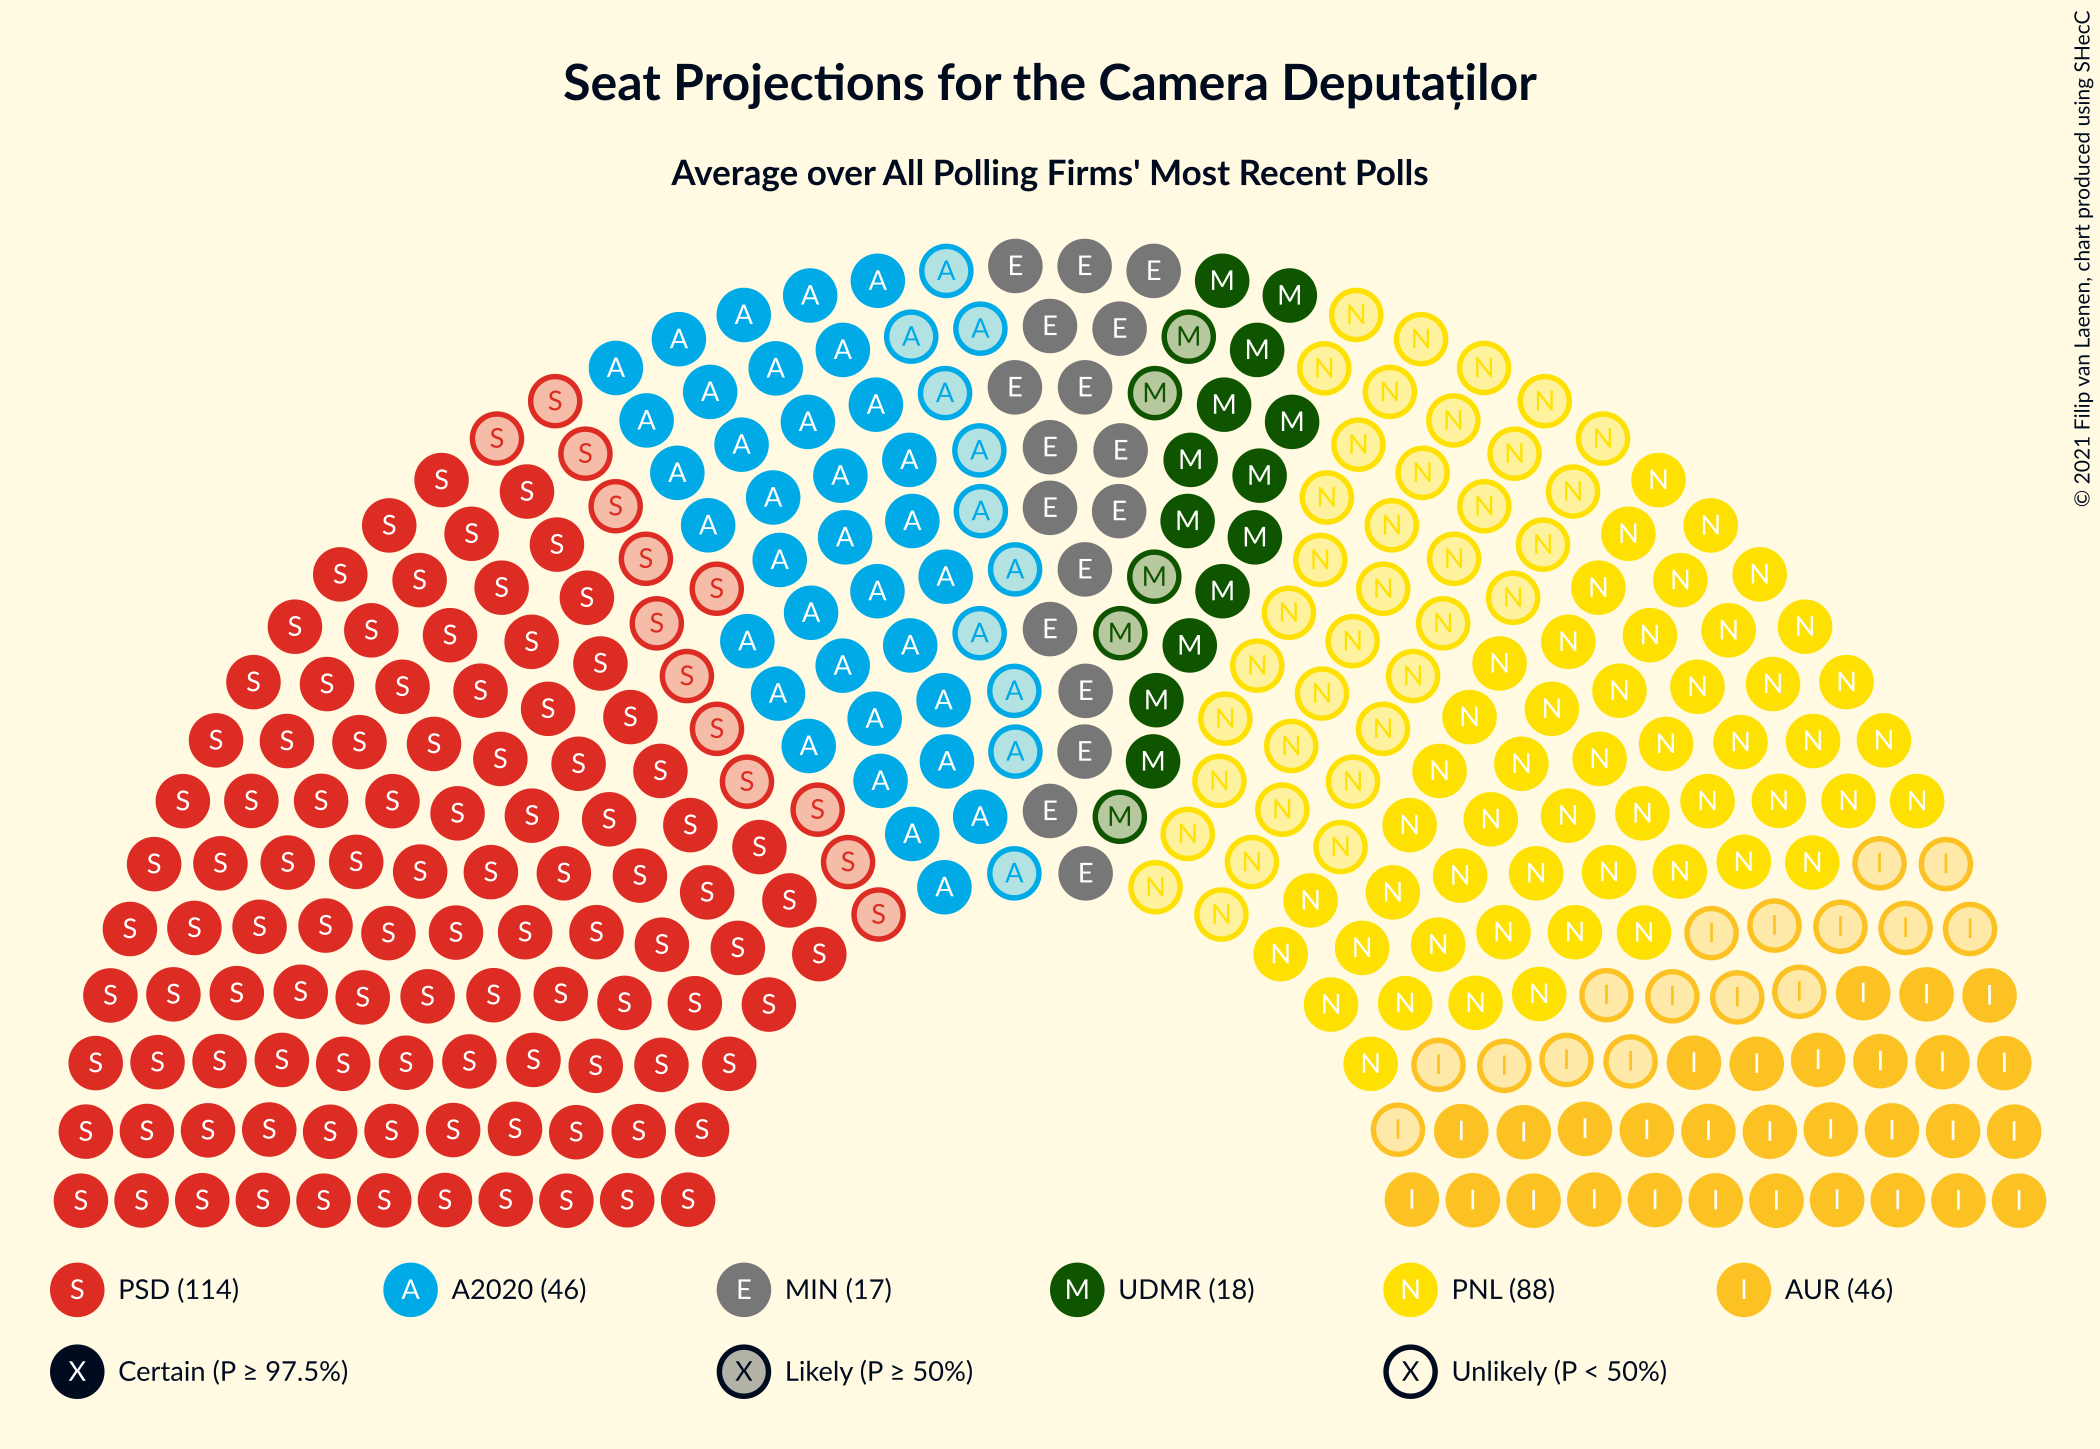 Seat Projections for the Camera Deputaților
Average over All Polling Firms' Most Recent Polls
© 2021 Filip van Laenen, chart produced using SHecC
S PSD (114) A A2020 (46) E MIN (17) M UDMR (18) N PNL (88) I AUR (46)
X Certain (P ≥ 97.5%) X Likely (P ≥ 50%) X Unlikely (P < 50%)